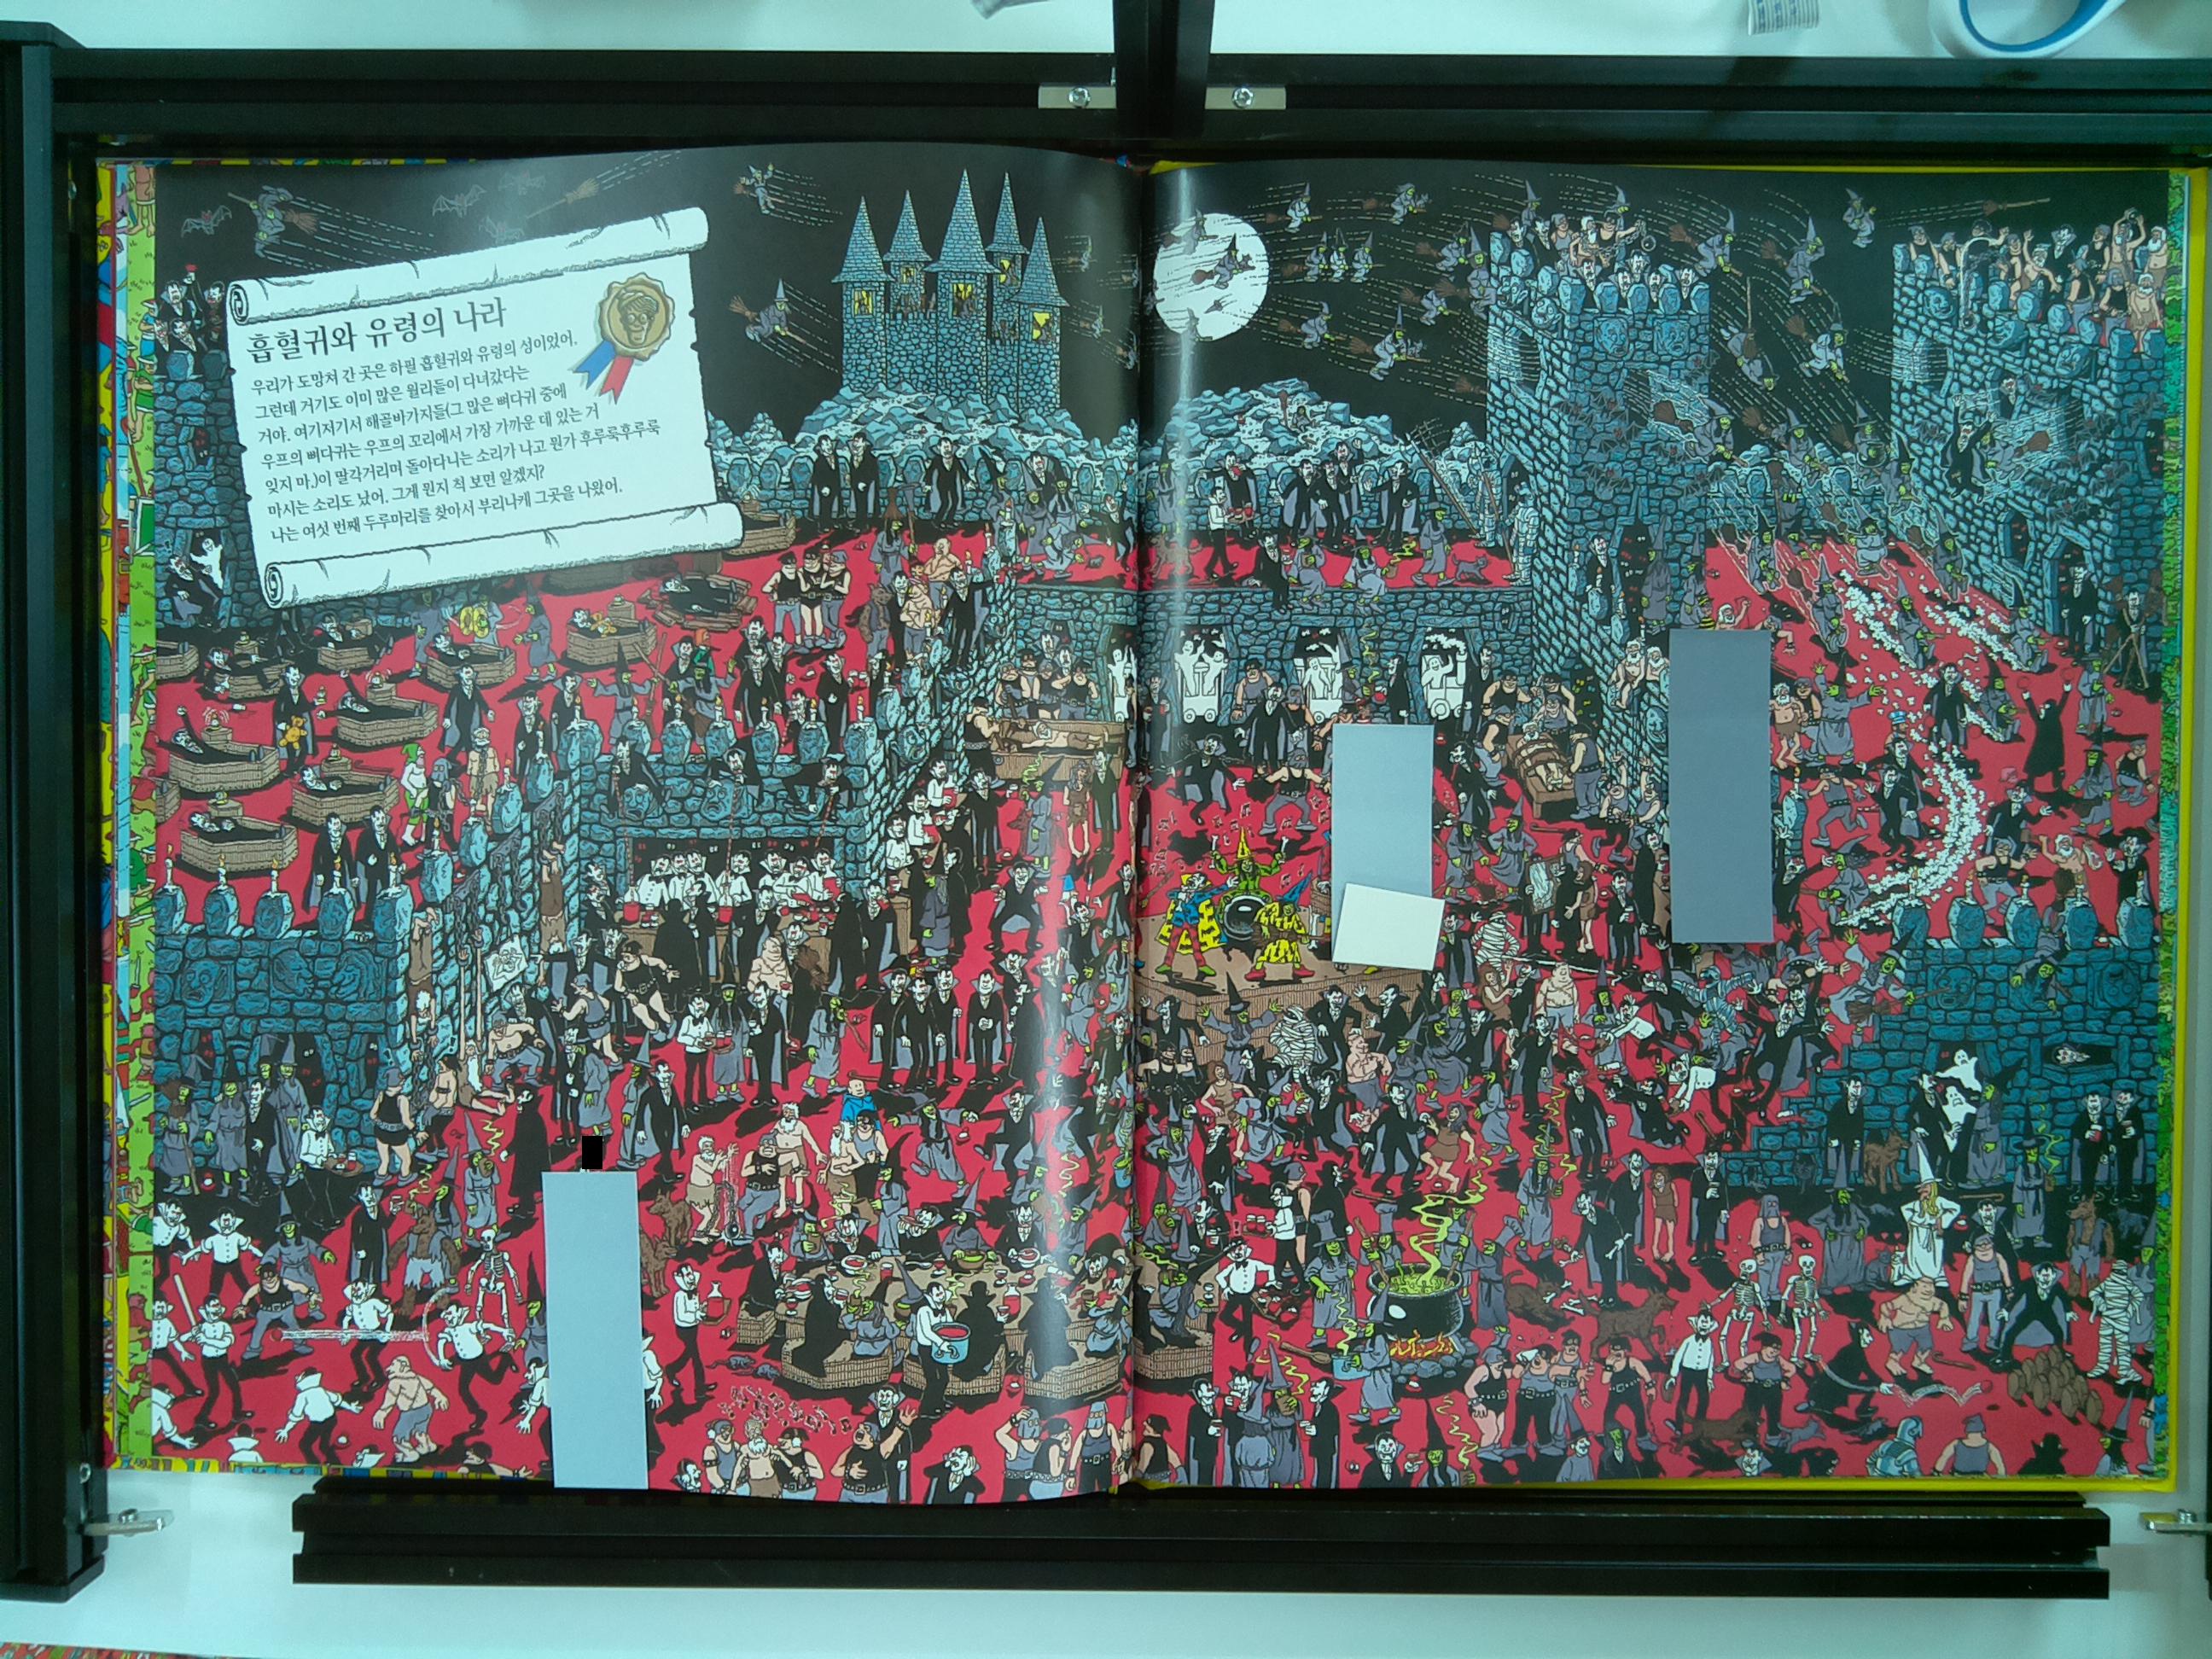 흡혈귀와 유령의 나라
우리가 도망쳐 간 곳은 하필 흡혈귀와 유령의 성이었어.
그런데 거기도 이미 많은 월리들이 다녀갔다는
거야. 여기저기서 해골바가지들(그 많은 뼈다귀 중에
우프의 뼈다귀는 우프의 꼬리에서 가장 가까운 데 있는 거
잊지 마.)이 딸각거리며 돌아다니는 소리가 나고 뭔가 후루룩후루룩
마시는 소리도 났어. 그게 뭔지 척 보면 알겠지?
나는 여섯 번째 두루마리를 찾아서 부리나케 그곳을 나왔어.